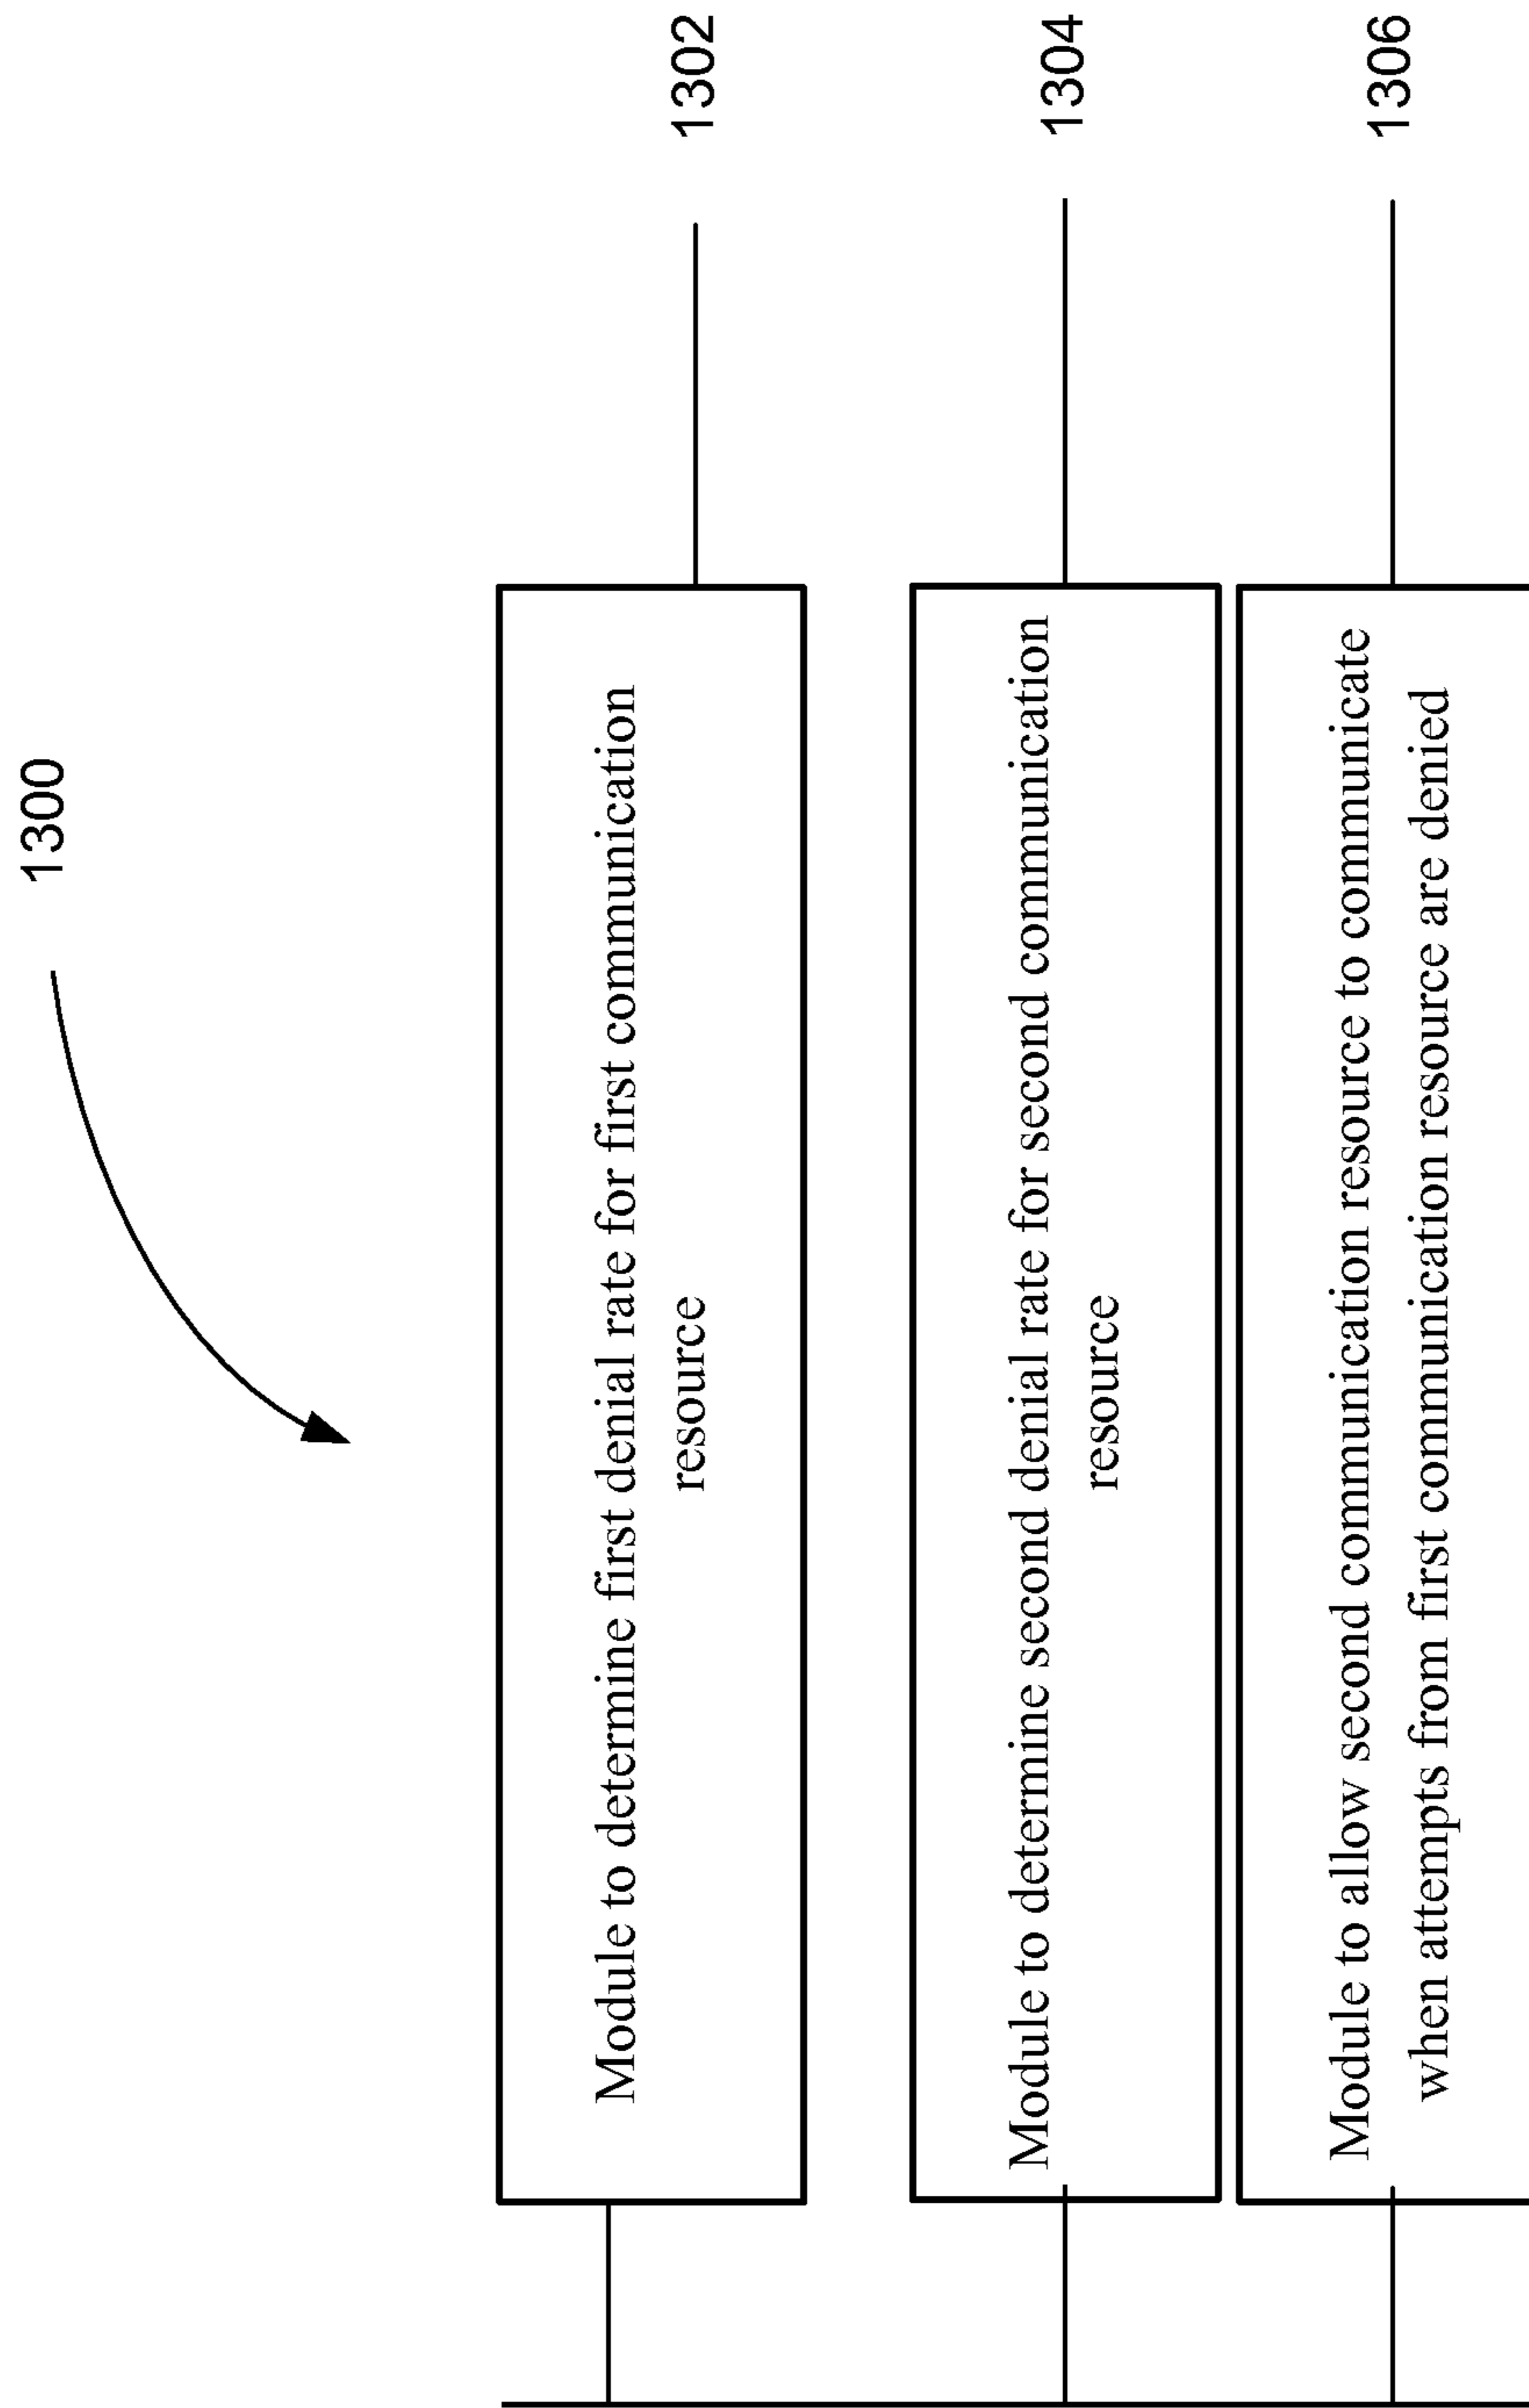 1300
Module to determine first denial rate for first communication
resource
1302
Module to determine second denial rate for second communication
resource
1304
Module to allow second communication resource to communicate
when attempts from first communication resource are denied
1306